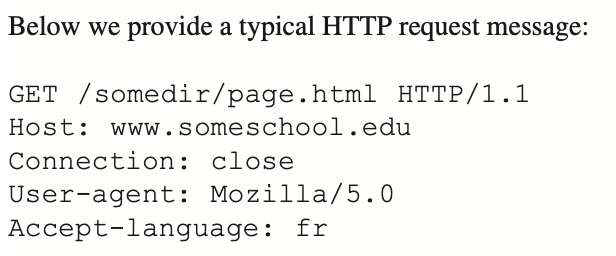 Below we provide a typical HTTP request message:
GET /somedir/page.html HTTP/1.1
Host: www.someschool.edu
Connection: close
User-agent: Mozilla/5.0
Accept-language: fr